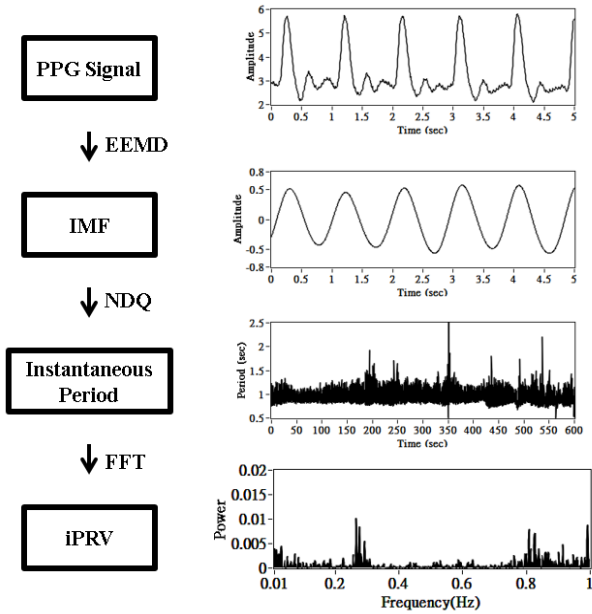 PPG Signal
EEMD
IMF
NDQ
Instantaneous
Period
FFT
iPRV
Amplitude
6
5
4
3
2
0 0.5 1 1.5 2 2.5 3 3.5 4 4.5 5
Time (sec)
Amplitude
0.8
0.5
0
-0.5
-0.8
0 0.5 1 1.5 2 2.5 3 3.5 4 4.5 5
Time (sec)
Period (sec)
2.5
2
1.5
1
0.5
0 50 100 150 200 250 300 350 400 450 500 550 600
Time (sec)
Power
0.02
0.015
0.01
0.005
0
0.01 0.2 0.4 0.6 0.8 1
Frequency(Hz)